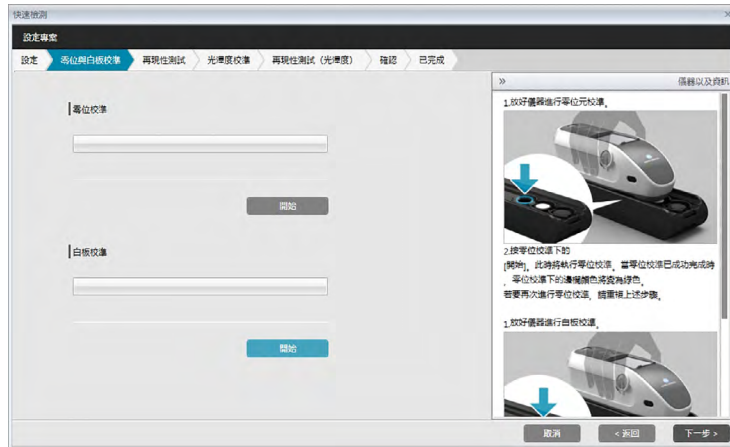 快速檢測
設定專案
設定 零位與白板校準 再現性測試 光澤度校準 再現性測試 (光澤度) 確認 已完成
» 儀器以及資訊
零位校準
開始
白板校準
開始
1.放好儀器進行零位元校準。
2.按零位校準下的
[開始]。此時將執行零位校準。當零位校準已成功完成時
，零位校準下的邊欄顏色將變為綠色。
若要再次進行零位校準，請重複上述步驟。
1.放好儀器進行白板校準。
取消 < 返回 下一步 >